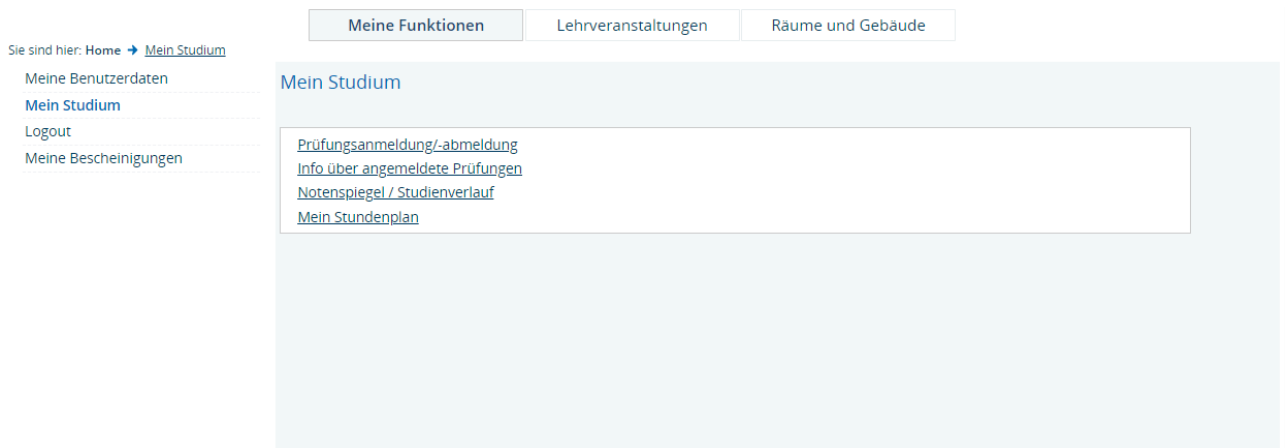 Meine Funktionen Lehrveranstaltungen Räume und Gebäude
Sie sind hier: Home → Mein Studium
Meine Benutzerdaten
Mein Studium
Logout
Meine Bescheinigungen
Mein Studium
Prüfungsanmeldung/-abmeldung
Info über angemeldete Prüfungen
Notenspiegel / Studienverlauf
Mein Stundenplan